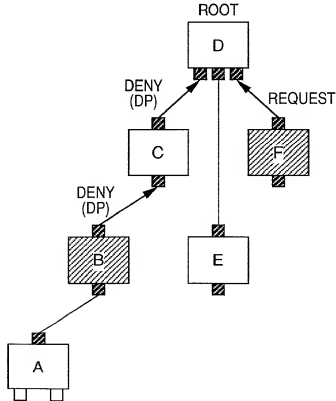 ROOT
D
DENY
(DP)
REQUEST
C
F
DENY
(DP)
B
E
A